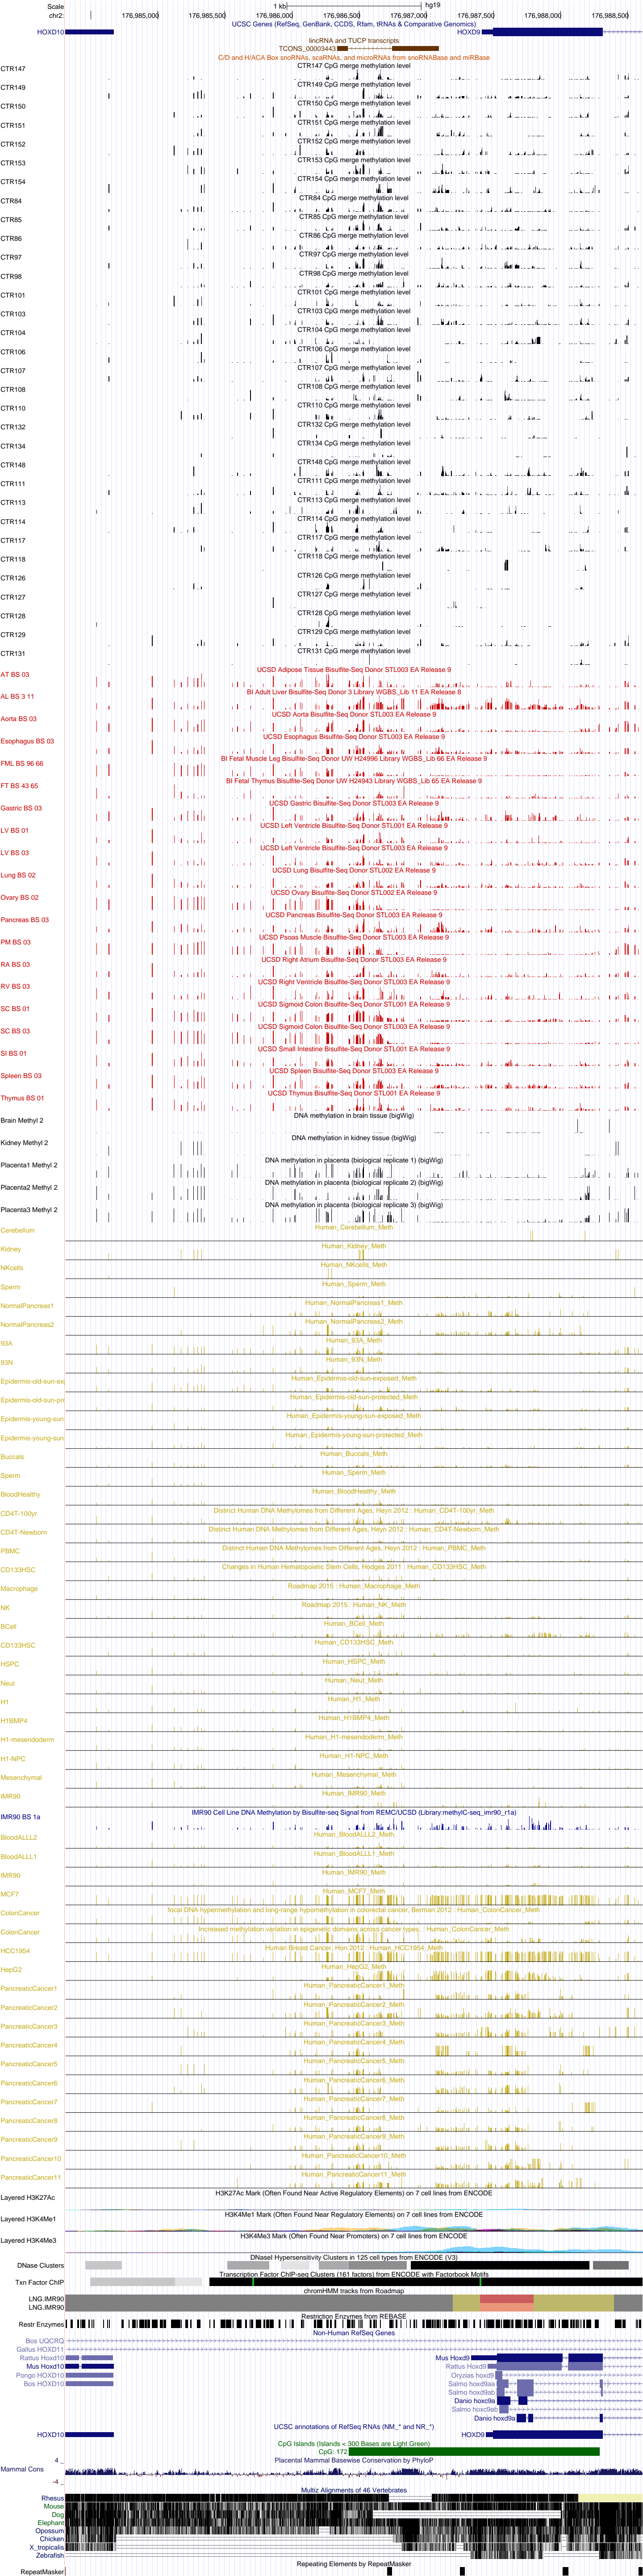 Scale 1 kb hg19
chr2: 176,985,000 176,985,500 176,986,000 176,986,500 176,987,000 176,987,500 176,988,000 176,988,500
UCSC Genes (RefSeq, GenBank, CCDS, Rfam, tRNAs & Comparative Genomics)
HOXD10 HOXD9
lincRNA and TUCP transcripts
TCONS_00003443
C/D and H/ACA Box snoRNAs, scaRNAs, and microRNAs from snoRNABase and miRBase
CTR147 CTR147 CpG merge methylation level
CTR149 CTR149 CpG merge methylation level
CTR150 CTR150 CpG merge methylation level
CTR151 CTR151 CpG merge methylation level
CTR152 CTR152 CpG merge methylation level
CTR153 CTR153 CpG merge methylation level
CTR154 CTR154 CpG merge methylation level
CTR84 CTR84 CpG merge methylation level
CTR85 CTR85 CpG merge methylation level
CTR86 CTR86 CpG merge methylation level
CTR97 CTR97 CpG merge methylation level
CTR98 CTR98 CpG merge methylation level
CTR101 CTR101 CpG merge methylation level
CTR103 CTR103 CpG merge methylation level
CTR104 CTR104 CpG merge methylation level
CTR106 CTR106 CpG merge methylation level
CTR107 CTR107 CpG merge methylation level
CTR108 CTR108 CpG merge methylation level
CTR110 CTR110 CpG merge methylation level
CTR132 CTR132 CpG merge methylation level
CTR134 CTR134 CpG merge methylation level
CTR148 CTR148 CpG merge methylation level
CTR111 CTR111 CpG merge methylation level
CTR113 CTR113 CpG merge methylation level
CTR114 CTR114 CpG merge methylation level
CTR117 CTR117 CpG merge methylation level
CTR118 CTR118 CpG merge methylation level
CTR126 CTR126 CpG merge methylation level
CTR127 CTR127 CpG merge methylation level
CTR128 CTR128 CpG merge methylation level
CTR129 CTR129 CpG merge methylation level
CTR131 CTR131 CpG merge methylation level
AT BS 03 UCSD Adipose Tissue Bisulfite-Seq Donor STL003 EA Release 9
AL BS 3 11 BI Adult Liver Bisulfite-Seq Donor 3 Library WGBS_Lib 11 EA Release 8
Aorta BS 03 UCSD Aorta Bisulfite-Seq Donor STL003 EA Release 9
Esophagus BS 03 UCSD Esophagus Bisulfite-Seq Donor STL003 EA Release 9
FML BS 96 66 BI Fetal Muscle Leg Bisulfite-Seq Donor UW H24996 Library WGBS_Lib 66 EA Release 9
FT BS 43 65 BI Fetal Thymus Bisulfite-Seq Donor UW H24943 Library WGBS_Lib 65 EA Release 9
Gastric BS 03 UCSD Gastric Bisulfite-Seq Donor STL003 EA Release 9
LV BS 01 UCSD Left Ventricle Bisulfite-Seq Donor STL001 EA Release 9
LV BS 03 UCSD Left Ventricle Bisulfite-Seq Donor STL003 EA Release 9
Lung BS 02 UCSD Lung Bisulfite-Seq Donor STL002 EA Release 9
Ovary BS 02 UCSD Ovary Bisulfite-Seq Donor STL002 EA Release 9
Pancreas BS 03 UCSD Pancreas Bisulfite-Seq Donor STL003 EA Release 9
PM BS 03 UCSD Psoas Muscle Bisulfite-Seq Donor STL003 EA Release 9
RA BS 03 UCSD Right Atrium Bisulfite-Seq Donor STL003 EA Release 9
RV BS 03 UCSD Right Ventricle Bisulfite-Seq Donor STL003 EA Release 9
SC BS 01 UCSD Sigmoid Colon Bisulfite-Seq Donor STL001 EA Release 9
SC BS 03 UCSD Sigmoid Colon Bisulfite-Seq Donor STL003 EA Release 9
SI BS 01 UCSD Small Intestine Bisulfite-Seq Donor STL001 EA Release 9
Spleen BS 03 UCSD Spleen Bisulfite-Seq Donor STL003 EA Release 9
Thymus BS 01 UCSD Thymus Bisulfite-Seq Donor STL001 EA Release 9
Brain Methyl 2 DNA methylation in brain tissue (bigWig)
Kidney Methyl 2 DNA methylation in kidney tissue (bigWig)
Placenta1 Methyl 2 DNA methylation in placenta (biological replicate 1) (bigWig)
Placenta2 Methyl 2 DNA methylation in placenta (biological replicate 2) (bigWig)
Placenta3 Methyl 2 DNA methylation in placenta (biological replicate 3) (bigWig)
Cerebellum Human_Cerebellum_Meth
Kidney Human_Kidney_Meth
NKcells Human_NKcells_Meth
Sperm Human_Sperm_Meth
NormalPancreas1 Human_NormalPancreas1_Meth
NormalPancreas2 Human_NormalPancreas2_Meth
93A Human_93A_Meth
93N Human_93N_Meth
Epidermis-old-sun-ex Human_Epidermis-old-sun-exposed_Meth
Epidermis-old-sun-pro Human_Epidermis-old-sun-protected_Meth
Epidermis-young-sun Human_Epidermis-young-sun-exposed_Meth
Epidermis-young-sun Human_Epidermis-young-sun-protected_Meth
Buccals Human_Buccals_Meth
Sperm Human_Sperm_Meth
BloodHealthy Human_BloodHealthy_Meth
CD4T-100yr Distinct Human DNA Methylomes from Different Ages, Heyn 2012 : Human_CD4T-100yr_Meth
CD4T-Newborn Distinct Human DNA Methylomes from Different Ages, Heyn 2012 : Human_CD4T-Newborn_Meth
PBMC Distinct Human DNA Methylomes from Different Ages, Heyn 2012 : Human_PBMC_Meth
CD133HSC Changes in Human Hematopoietic Stem Cells, Hodges 2011 : Human_CD133HSC_Meth
Macrophage Roadmap 2015 : Human_Macrophage_Meth
NK Roadmap 2015 : Human_NK_Meth
BCell Human_BCell_Meth
CD133HSC Human_CD133HSC_Meth
HSPC Human_HSPC_Meth
Neut Human_Neut_Meth
H1 Human_H1_Meth
H1BMP4 Human_H1BMP4_Meth
H1-mesendoderm Human_H1-mesendoderm_Meth
H1-NPC Human_H1-NPC_Meth
Mesenchymal Human_Mesenchymal_Meth
IMR90 Human_IMR90_Meth
IMR90 BS 1a IMR90 Cell Line DNA Methylation by Bisulfite-seq Signal from REMC/UCSD (Library:methylC-seq_imr90_r1a)
BloodALLL2 Human_BloodALLL2_Meth
BloodALLL1 Human_BloodALLL1_Meth
IMR90 Human_IMR90_Meth
MCF7 Human_MCF7_Meth
ColonCancer focal DNA hypermethylation and long-range hypomethylation in colorectal cancer, Berman 2012 : Human_ColonCancer_Meth
ColonCancer Increased methylation variation in epigenetic domains across cancer types. : Human_ColonCancer_Meth
HCC1954 Human Breast Cancer, Hon 2012 : Human_HCC1954_Meth
HepG2 Human_HepG2_Meth
PancreaticCancer1 Human_PancreaticCancer1_Meth
PancreaticCancer2 Human_PancreaticCancer2_Meth
PancreaticCancer3 Human_PancreaticCancer3_Meth
PancreaticCancer4 Human_PancreaticCancer4_Meth
PancreaticCancer5 Human_PancreaticCancer5_Meth
PancreaticCancer6 Human_PancreaticCancer6_Meth
PancreaticCancer7 Human_PancreaticCancer7_Meth
PancreaticCancer8 Human_PancreaticCancer8_Meth
PancreaticCancer9 Human_PancreaticCancer9_Meth
PancreaticCancer10 Human_PancreaticCancer10_Meth
PancreaticCancer11 Human_PancreaticCancer11_Meth
Layered H3K27Ac H3K27Ac Mark (Often Found Near Active Regulatory Elements) on 7 cell lines from ENCODE
Layered H3K4Me1 H3K4Me1 Mark (Often Found Near Regulatory Elements) on 7 cell lines from ENCODE
Layered H3K4Me3 H3K4Me3 Mark (Often Found Near Promoters) on 7 cell lines from ENCODE
DNaseI Hypersensitivity Clusters in 125 cell types from ENCODE (V3)
DNase Clusters
Transcription Factor ChIP-seq Clusters (161 factors) from ENCODE with Factorbook Motifs
Txn Factor ChIP
chromHMM tracks from Roadmap
LNG.IMR90
LNG.IMR90
Restriction Enzymes from REBASE
Restr Enzymes
Non-Human RefSeq Genes
Bos UQCRQ
Gallus HOXD11
Rattus Hoxd10 Mus Hoxd9
Mus Hoxd10 Rattus Hoxd9
Pongo HOXD10 Oryzias hoxd9
Bos HOXD10 Salmo hoxd9aa
Salmo hoxd9ab
Danio hoxc9a
Salmo hoxc9ab
Danio hoxd9a
UCSC annotations of RefSeq RNAs (NM_* and NR_*)
HOXD10 HOXD9
CpG Islands (Islands < 300 Bases are Light Green)
CpG: 172
Placental Mammal Basewise Conservation by PhyloP
4 _
Mammal Cons
-4 _
Multiz Alignments of 46 Vertebrates
Rhesus
Mouse
Dog
Elephant
Opossum
Chicken
X_tropicalis
Zebrafish
Repeating Elements by RepeatMasker
RepeatMasker